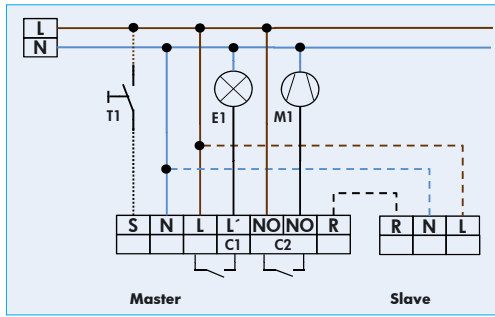 L
N
T1
E1
M1
S N L L´ NO NO R
C1 C2
R N L
Master
Slave